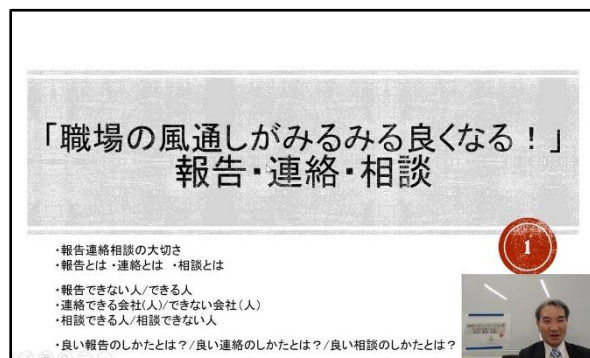 「職場の風通しがみるみる良くなる！」
報告・連絡・相談
1
・報告連絡相談の大切さ
・報告とは ・連絡とは ・相談とは
・報告できない人/できる人
・連絡できる会社(人)/できない会社(人)
・相談できる人/相談できない人
・良い報告のしかたとは？/良い連絡のしかたとは？/良い相談のしかたとは？